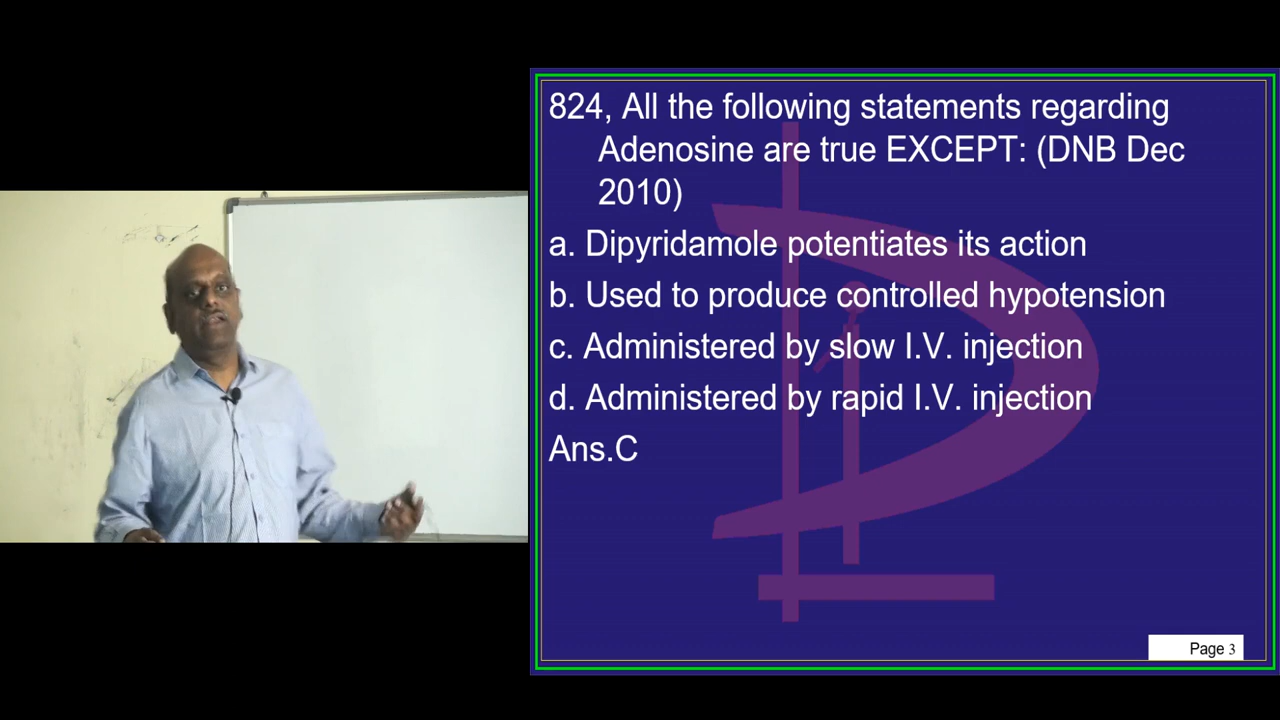 824, All the following statements regarding
Adenosine are true EXCEPT: (DNB Dec
2010)
a. Dipyridamole potentiates its action
b. Used to produce controlled hypotension
c. Administered by slow I.V. injection
d. Administered by rapid I.V. injection
Ans.C
Page 3